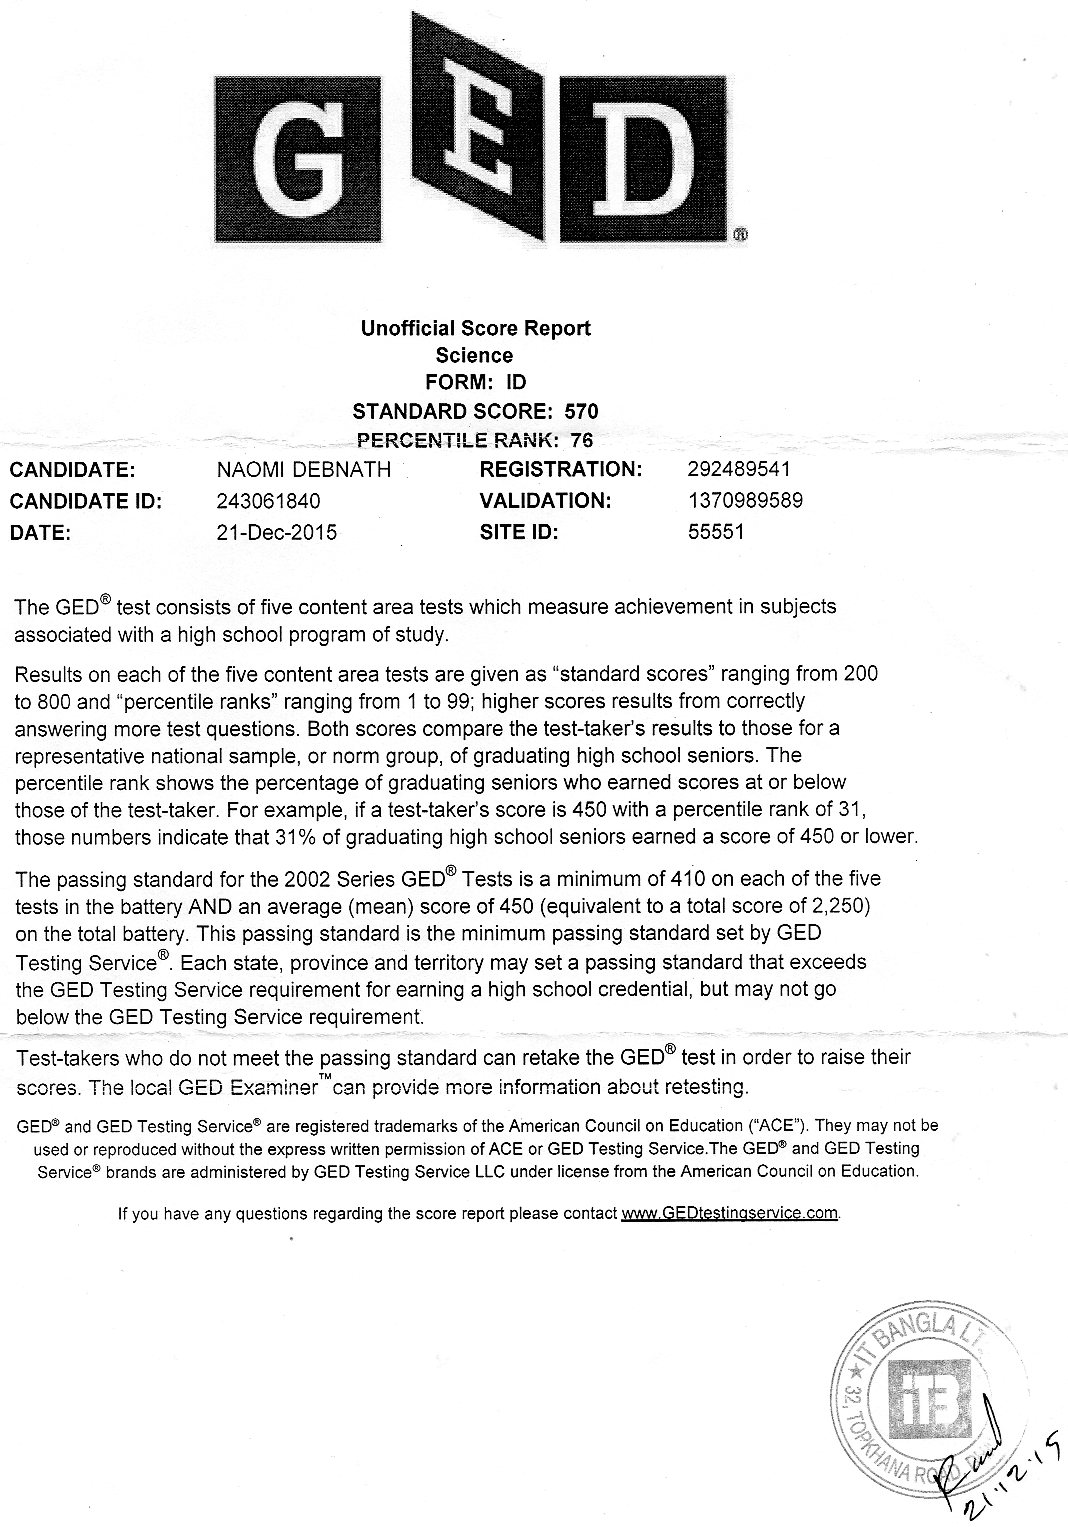 GED®
Unofficial Score Report
Science
FORM: ID
STANDARD SCORE: 570
PERCENTILE RANK: 76
CANDIDATE: NAOMI DEBNATH REGISTRATION: 292489541
CANDIDATE ID: 243061840 VALIDATION: 1370989589
DATE: 21-Dec-2015 SITE ID: 55551
The GED® test consists of five content area tests which measure achievement in subjects
associated with a high school program of study.
Results on each of the five content area tests are given as “standard scores” ranging from 200
to 800 and “percentile ranks” ranging from 1 to 99; higher scores results from correctly
answering more test questions. Both scores compare the test-taker's results to those for a
representative national sample, or norm group, of graduating high school seniors. The
percentile rank shows the percentage of graduating seniors who earned scores at or below
those of the test-taker. For example, if a test-taker's score is 450 with a percentile rank of 31,
those numbers indicate that 31% of graduating high school seniors earned a score of 450 or lower.
The passing standard for the 2002 Series GED® Tests is a minimum of 410 on each of the five
tests in the battery AND an average (mean) score of 450 (equivalent to a total score of 2,250)
on the total battery. This passing standard is the minimum passing standard set by GED
Testing Service®. Each state, province and territory may set a passing standard that exceeds
the GED Testing Service requirement for earning a high school credential, but may not go
below the GED Testing Service requirement.
Test-takers who do not meet the passing standard can retake the GED® test in order to raise their
scores. The local GED Examiner™can provide more information about retesting.
GED® and GED Testing Service® are registered trademarks of the American Council on Education (“ACE”). They may not be
used or reproduced without the express written permission of ACE or GED Testing Service.The GED® and GED Testing
Service® brands are administered by GED Testing Service LLC under license from the American Council on Education.
If you have any questions regarding the score report please contact www.GEDtestingservice.com.
★ IT BANGLA LT
iTB
32, TOPKHANA ROAD,
21.12.15